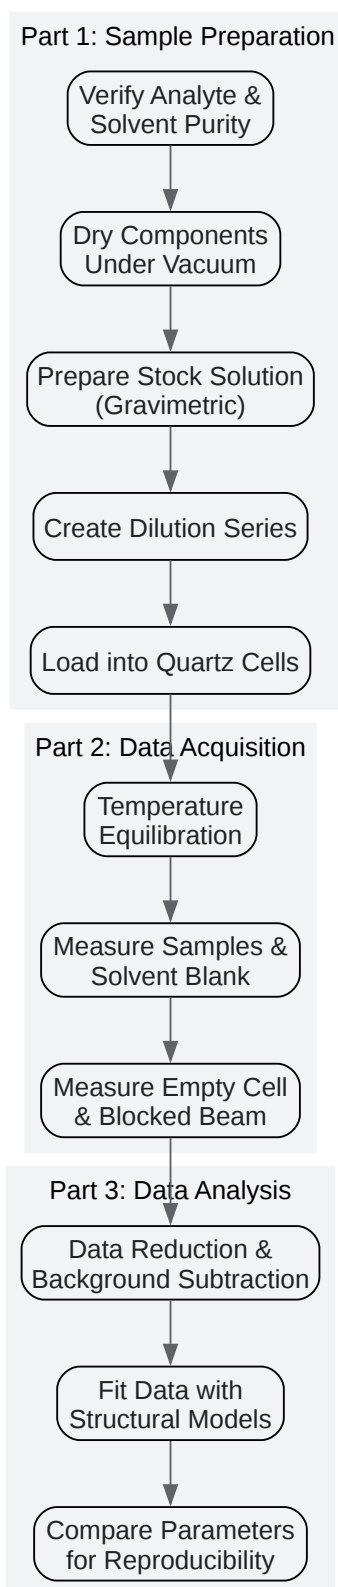 Part 1: Sample Preparation
Verify Analyte &
Solvent Purity
Dry Components
Under Vacuum
Prepare Stock Solution
(Gravimetric)
Create Dilution Series
Load into Quartz Cells
Part 2: Data Acquisition
Temperature
Equilibration
Measure Samples &
Solvent Blank
Measure Empty Cell
& Blocked Beam
Part 3: Data Analysis
Data Reduction &
Background Subtraction
Fit Data with
Structural Models
Compare Parameters
for Reproducibility